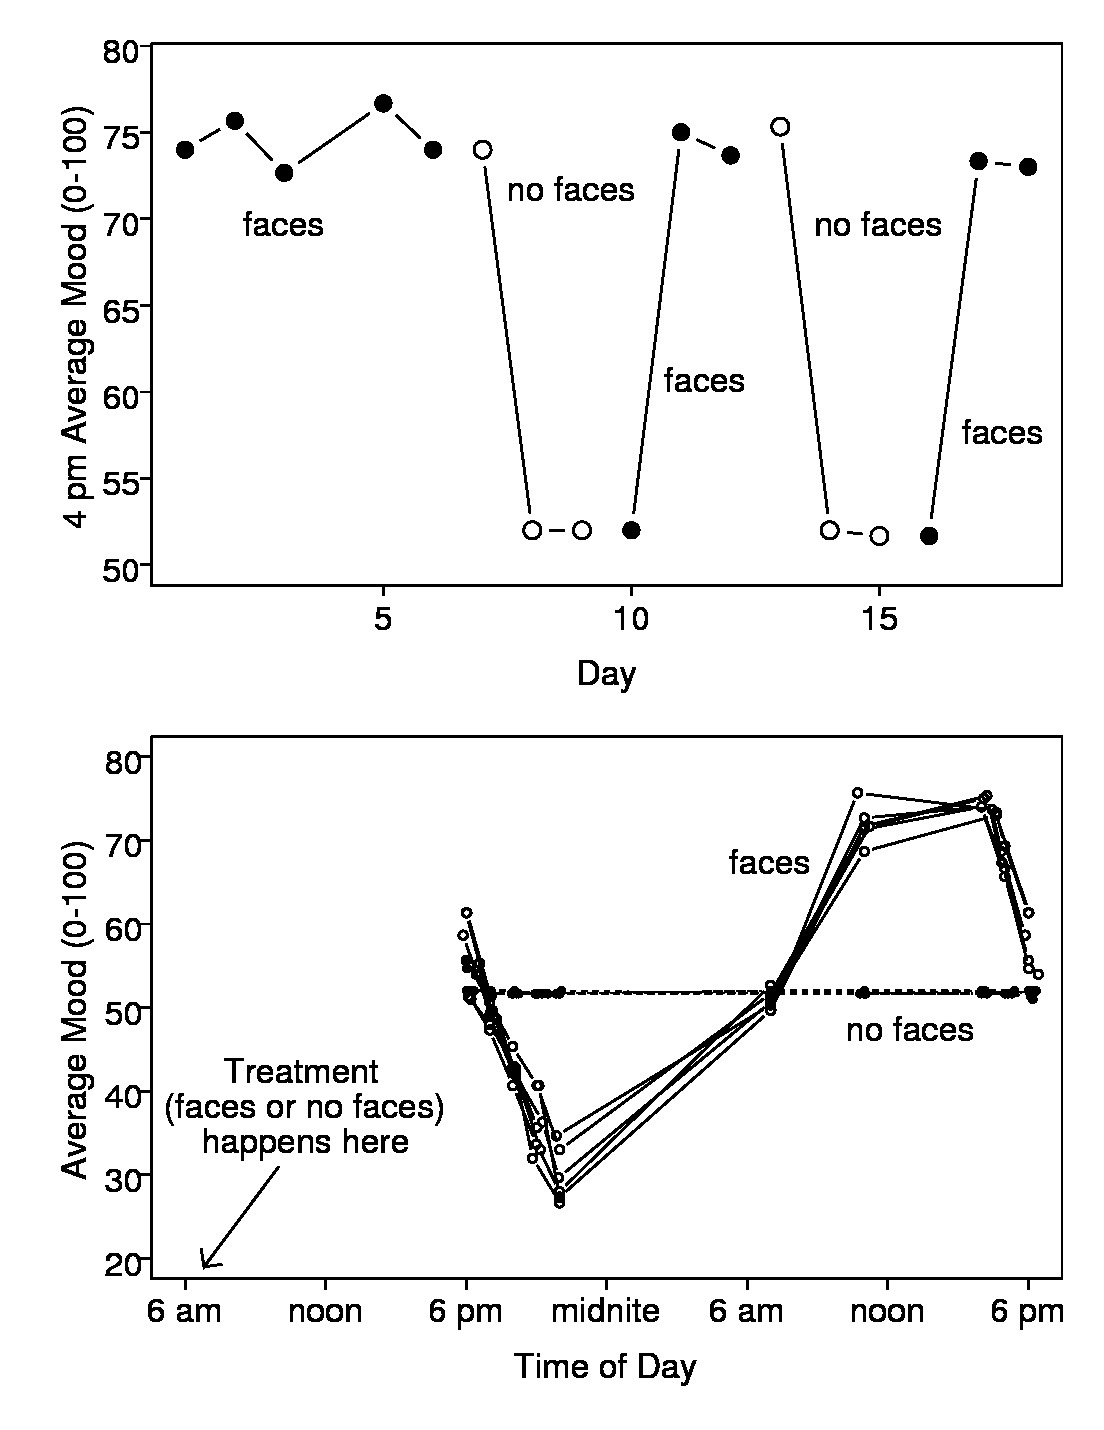 80
75
70
65
60
55
50
4 pm Average Mood (0-100)
faces
no faces
faces
no faces
faces
5
10
15
Day
80
70
60
50
40
30
20
Average Mood (0-100)
faces
no faces
Treatment
(faces or no faces)
happens here
6 am
noon
6 pm
midnite
6 am
noon
6 pm
Time of Day